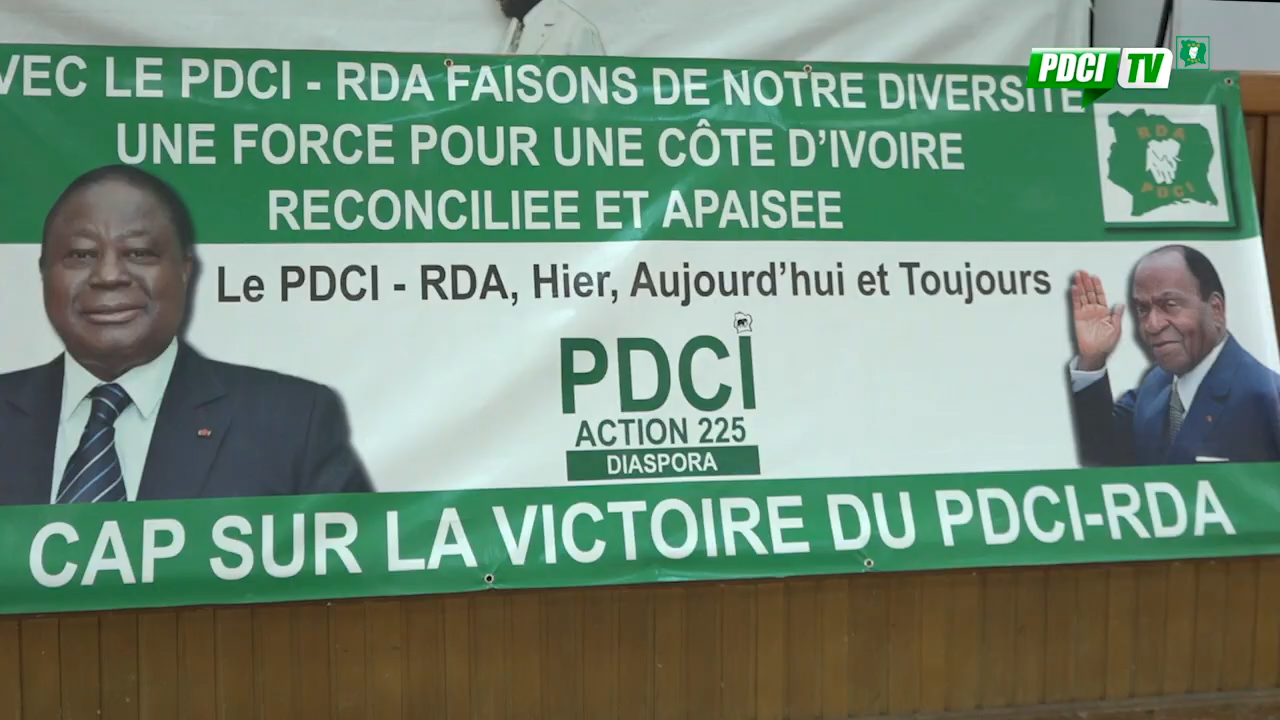 PDCI TV
VEC LE PDCI - RDA FAISONS DE NOTRE DIVERSITE
UNE FORCE POUR UNE CÔTE D'IVOIRE
RECONCILIEE ET APAISEE
RDA
PDCI
Le PDCI - RDA, Hier, Aujourd'hui et Toujours
PDCI
ACTION 225
DIASPORA
CAP SUR LA VICTOIRE DU PDCI-RDA